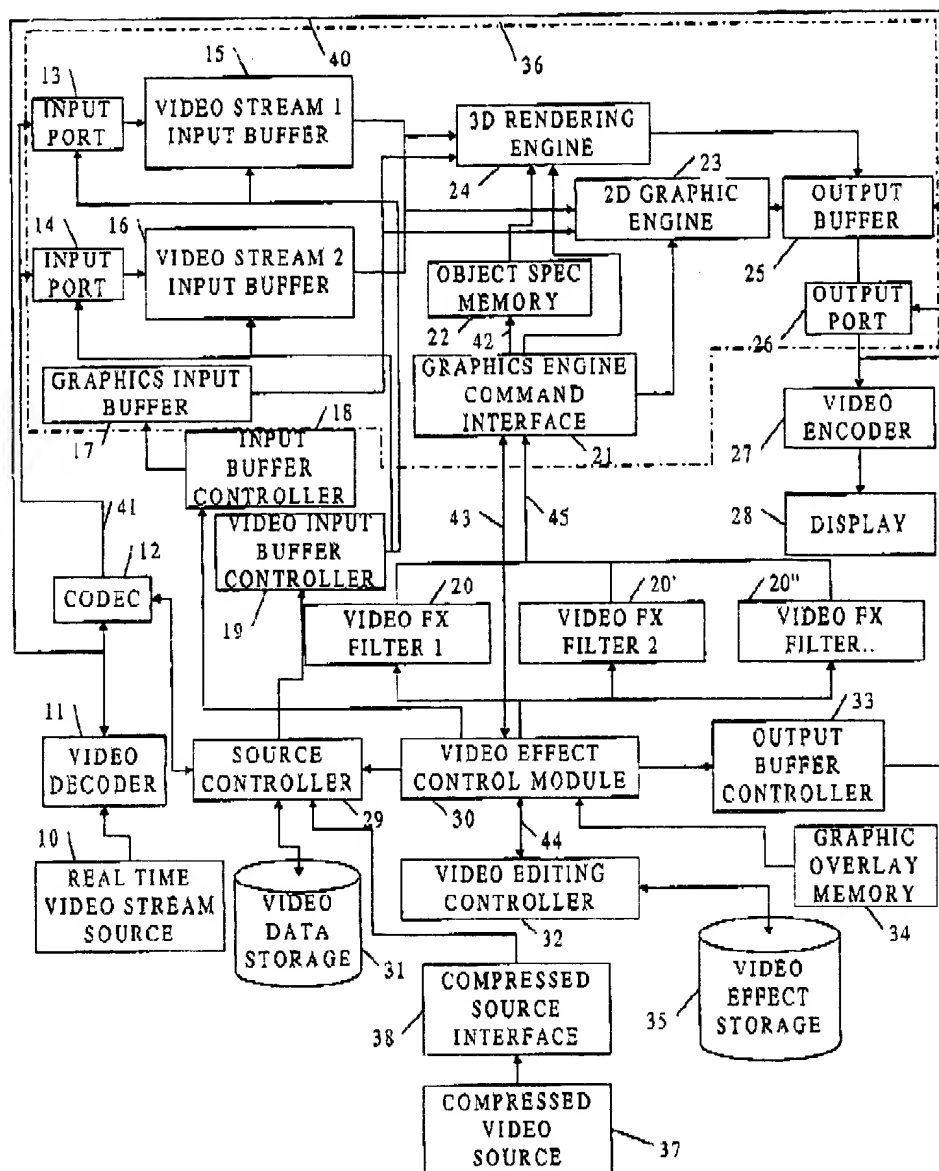 40
36
13
15
INPUT
PORT
VIDEO STREAM 1
INPUT BUFFER
3D RENDERING
ENGINE
24
23
2D GRAPHIC
ENGINE
OUTPUT
BUFFER
25
14
16
INPUT
PORT
VIDEO STREAM 2
INPUT BUFFER
OBJECT SPEC
MEMORY
22
42
OUTPUT
PORT
26
GRAPHICS INPUT
BUFFER
17
18
INPUT
BUFFER
CONTROLLER
GRAPHICS ENGINE
COMMAND
INTERFACE
21
VIDEO
ENCODER
27
41
12
CODEC
VIDEO INPUT
BUFFER
CONTROLLER
19
43
45
28
DISPLAY
20
VIDEO FX
FILTER 1
20'
VIDEO FX
FILTER 2
20"
VIDEO FX
FILTER..
11
VIDEO
DECODER
SOURCE
CONTROLLER
29
VIDEO EFFECT
CONTROL MODULE
30
33
OUTPUT
BUFFER
CONTROLLER
10
REAL TIME
VIDEO STREAM
SOURCE
VIDEO
DATA
STORAGE
31
44
VIDEO EDITING
CONTROLLER
32
GRAPHIC
OVERLAY
MEMORY
34
COMPRESSED
SOURCE
INTERFACE
38
VIDEO
EFFECT
STORAGE
35
COMPRESSED
VIDEO
SOURCE
37